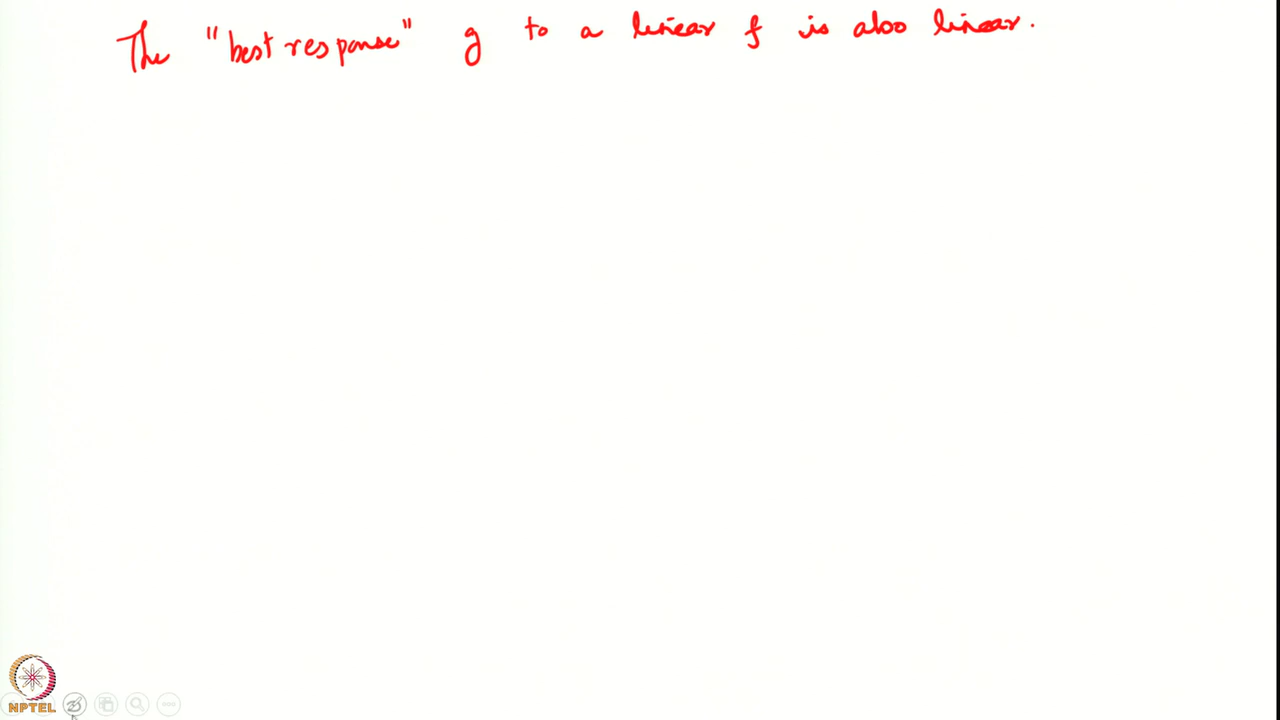 The "best response" g to a linear f is also linear.
NPTEL